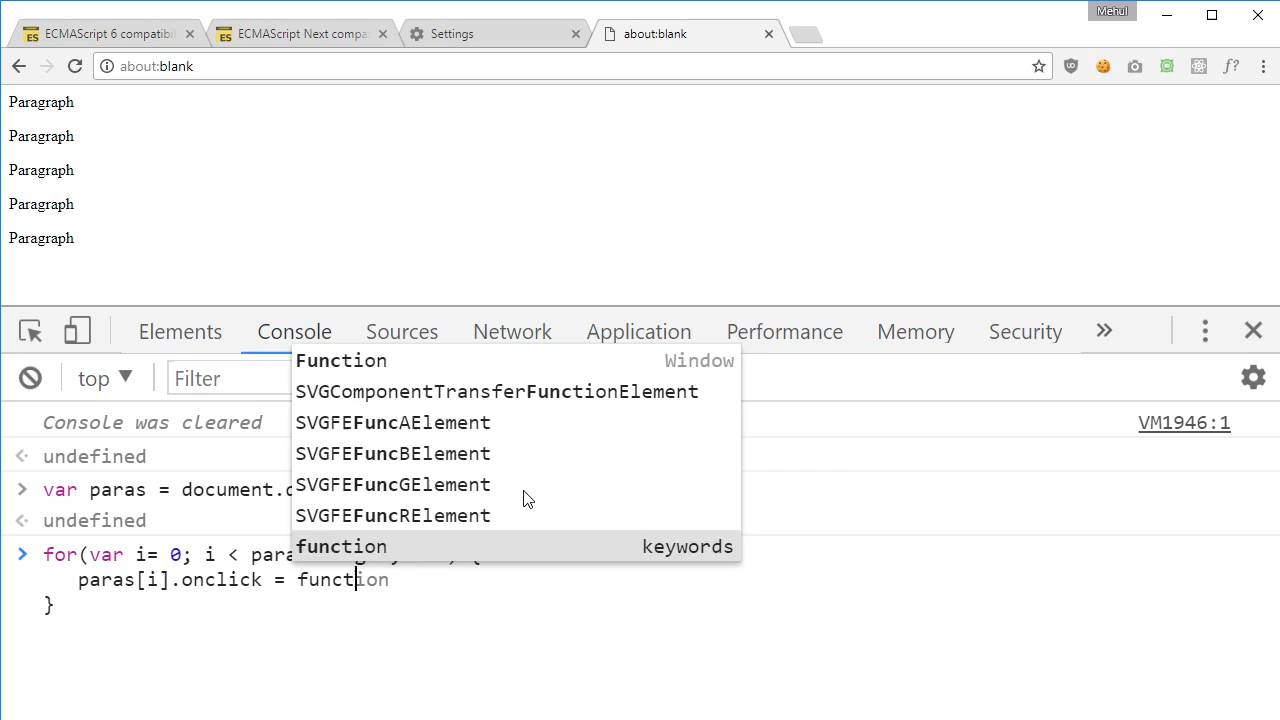 Mehul
ECMAScript 6 compatibi
ECMAScript Next compa
Settings
about:blank
about:blank
f?
Paragraph
Paragraph
Paragraph
Paragraph
Paragraph
Elements
Console
Sources
Network
Application
Performance
Memory
Security
top
Filter
Console was cleared
VM1946:1
undefined
var paras = document.
undefined
for(var i= 0; i < para
{
paras[i].onclick = function
}
Function Window
SVGComponentTransferFunctionElement
SVGFEFuncAElement
SVGFEFuncBElement
SVGFEFuncGElement
SVGFEFuncRElement
function keywords